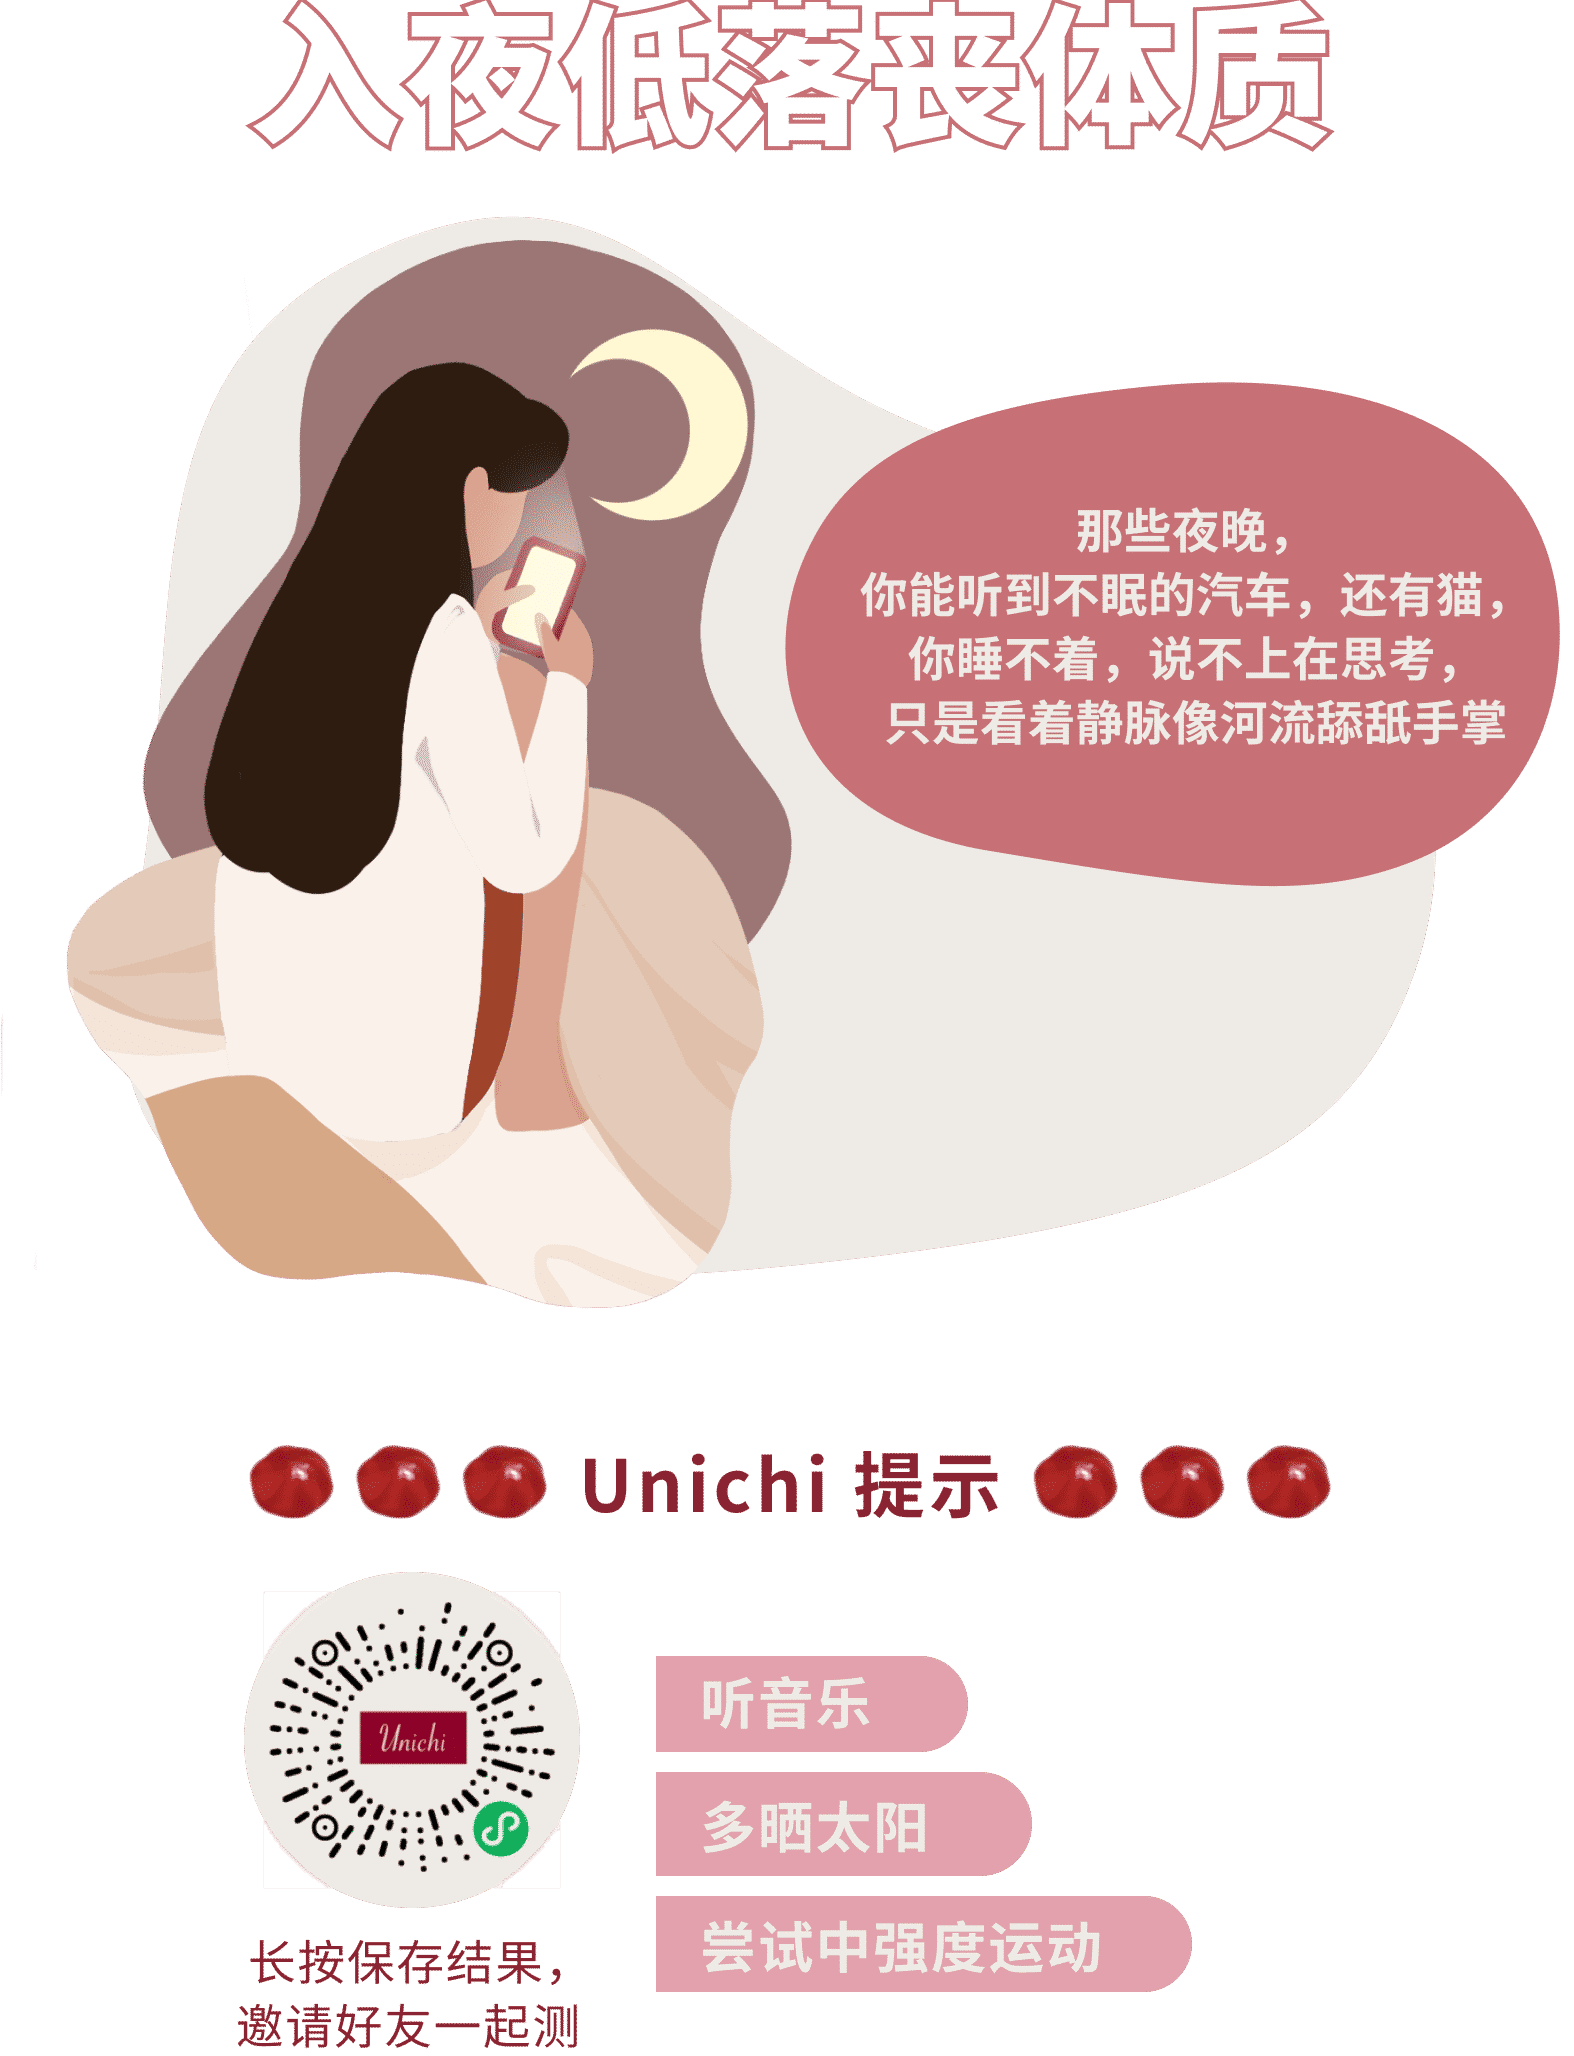 入夜低落丧体质
那些夜晚，
你能听到不眠的汽车，还有猫，
你睡不着，说不上在思考，
只是看着静脉像河流舔舐手掌
Unichi 提示
Unichi
听音乐
多晒太阳
尝试中强度运动
长按保存结果，
邀请好友一起测